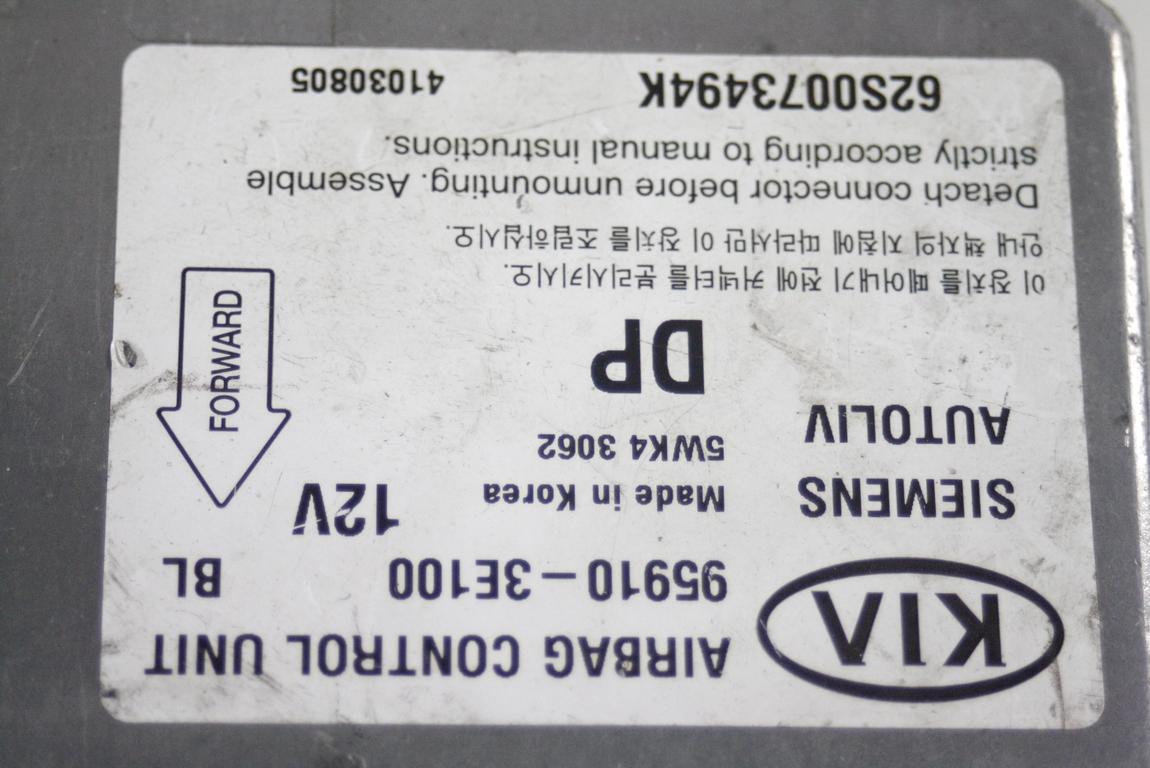 KIA
AIRBAG CONTROL UNIT
95910-3E100 BL
SIEMENS
AUTOLIV
Made in Korea
5WK4 3062
12V
DP
FORWARD
이 장치를 떼어내기 전에 커넥터를 분리시키시오.
안내 책자의 지침에 따라서만 이 장치를 조립하십시오.
Detach connector before unmounting. Assemble
strictly according to manual instructions.
62S0073494K 41030805